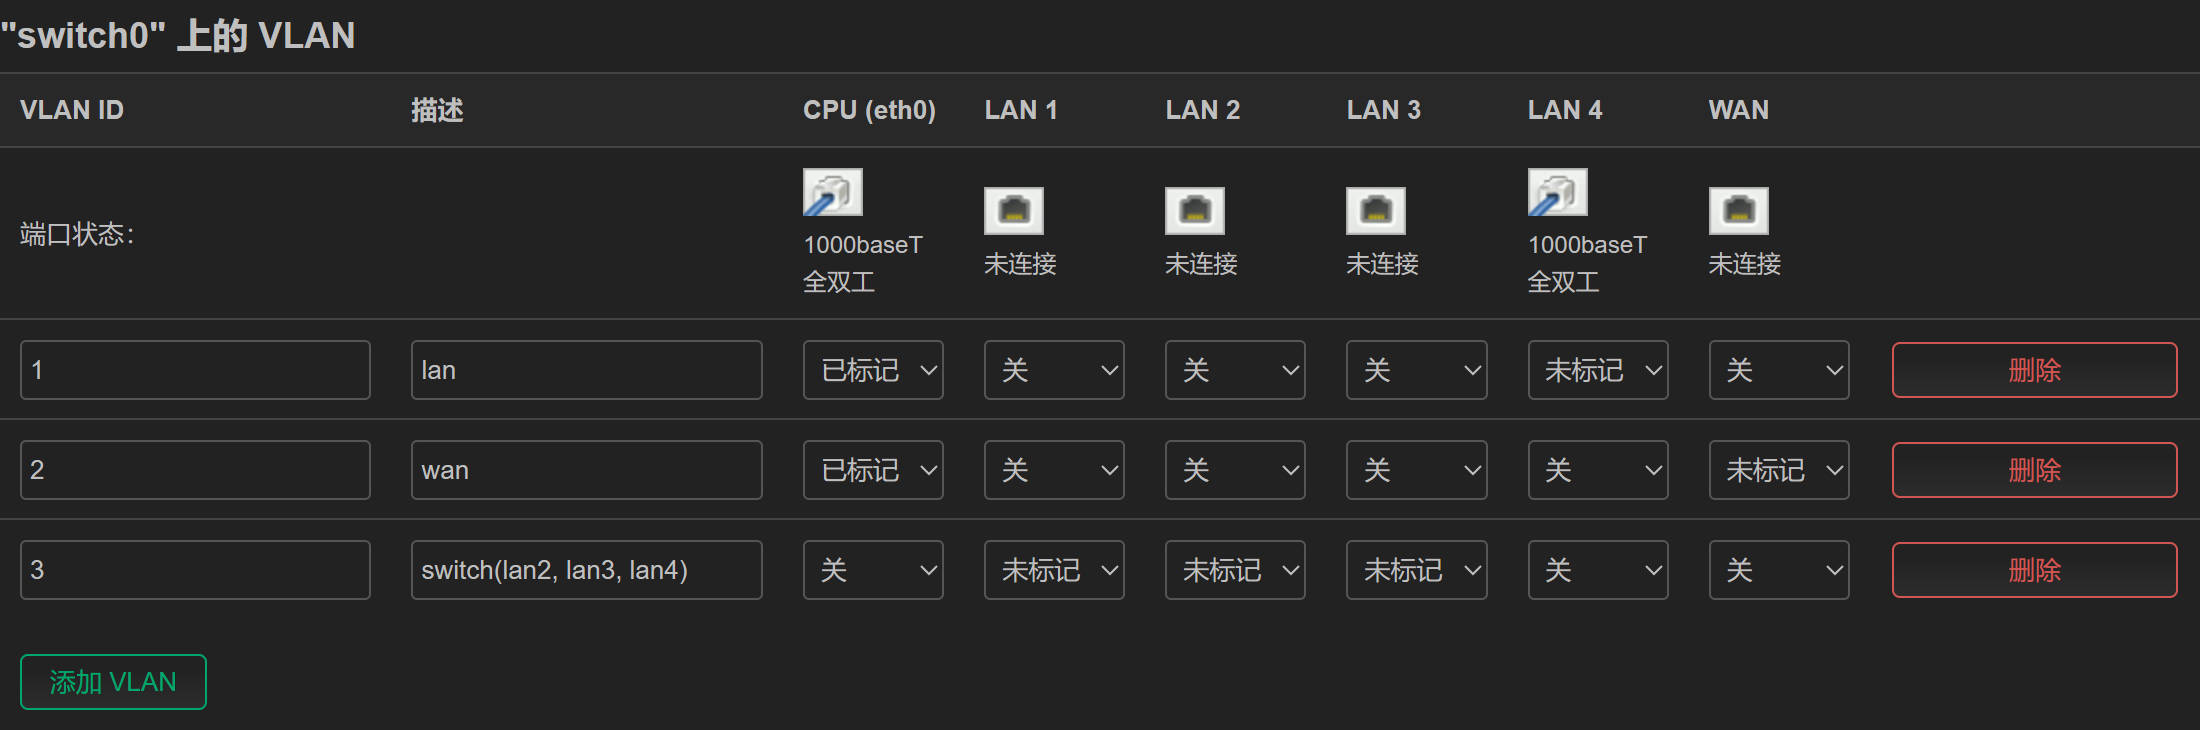 "switch0" 上的 VLAN
VLAN ID 描述 CPU (eth0) LAN 1 LAN 2 LAN 3 LAN 4 WAN
端口状态: 1000baseT 全双工 未连接 未连接 未连接 1000baseT 全双工 未连接
1 lan 已标记 关 关 关 未标记 关 删除
2 wan 已标记 关 关 关 关 未标记 删除
3 switch(lan2, lan3, lan4) 关 未标记 未标记 未标记 关 关 删除
添加 VLAN